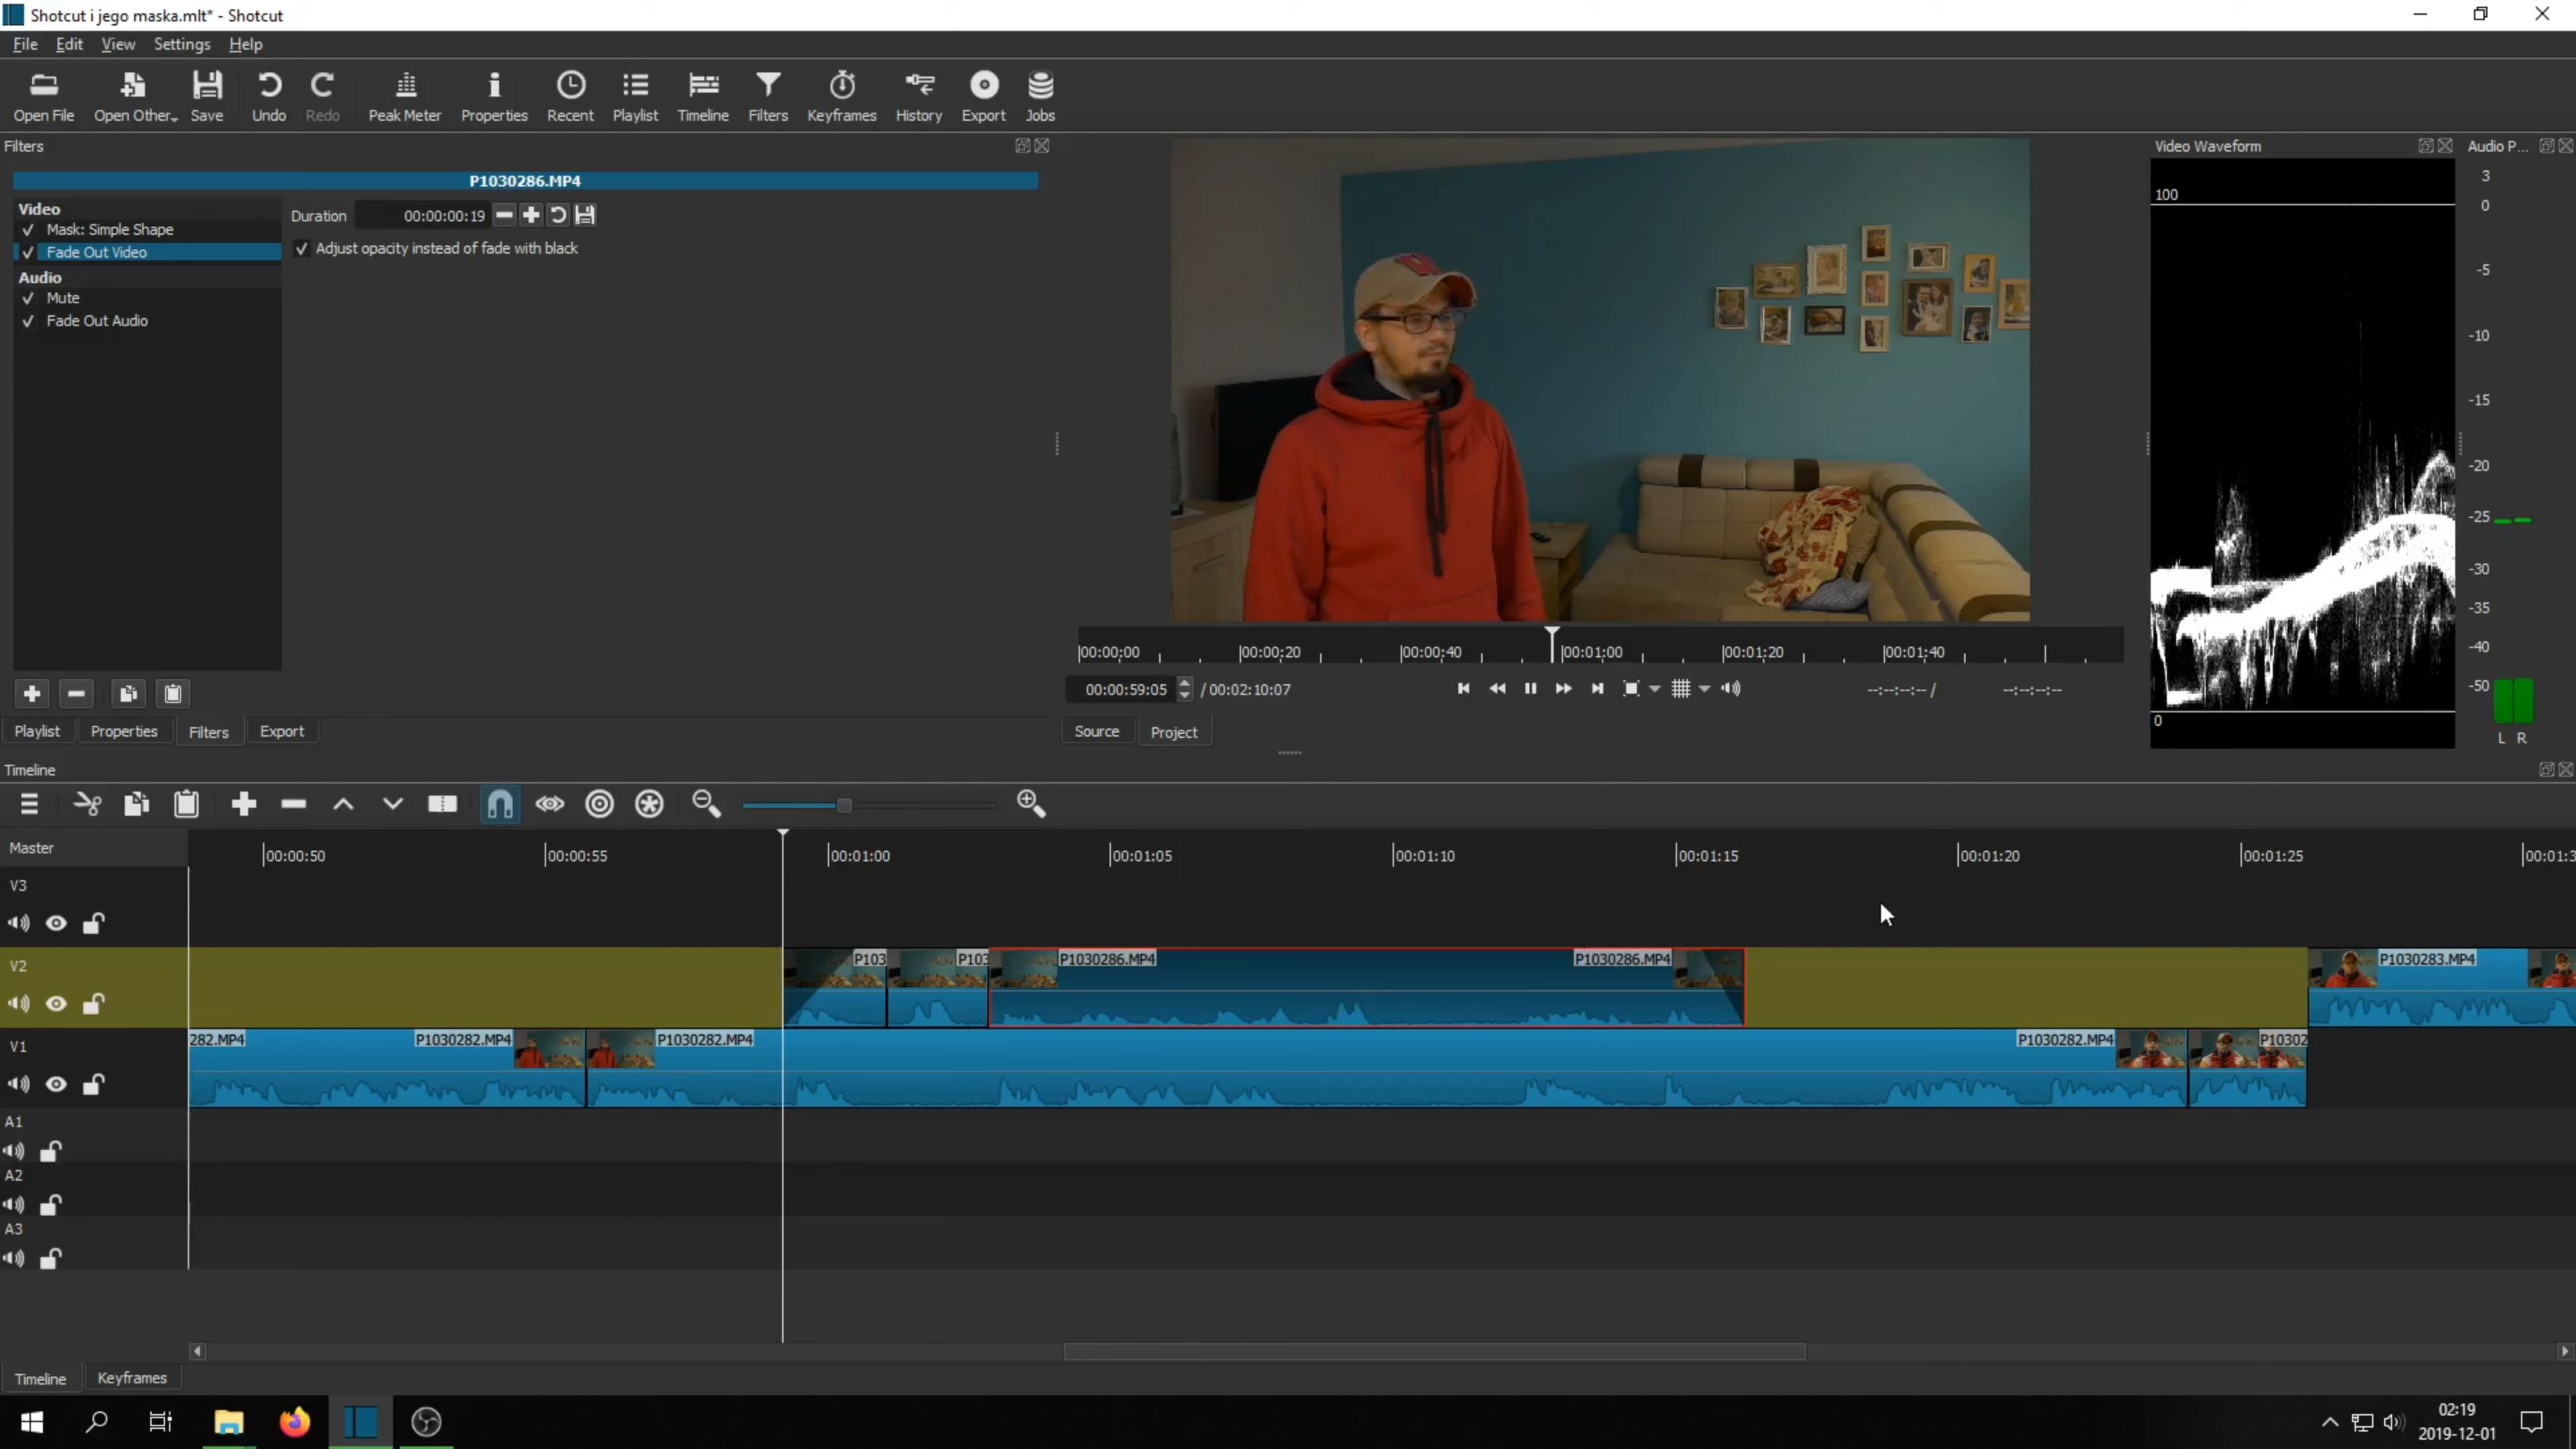 Shotcut i jego maska.mlt* - Shotcut
File Edit View Settings Help
Open File Open Other Save Undo Redo Peak Meter Properties Recent Playlist Timeline Filters Keyframes History Export Jobs
Filters
P1030286.MP4
Video
Mask: Simple Shape
Fade Out Video
Audio
Mute
Fade Out Audio
Duration 00:00:00:19
Adjust opacity instead of fade with black
Playlist Properties Filters Export
00:00:00 00:00:20 00:00:40 00:01:00 00:01:20 00:01:40
00:00:59:05 / 00:02:10:07
--:--:--:-- / --:--:--:--
Source Project
Video Waveform
100
0
Audio P...
3
0
-5
-10
-15
-20
-25
-30
-35
-40
-50
L R
Timeline
Master
00:00:50 00:00:55 00:01:00 00:01:05 00:01:10 00:01:15 00:01:20 00:01:25 00:01:3
V3
V2
P103 P103 P1030286.MP4 P1030286.MP4 P1030283.MP4
V1
282.MP4 P1030282.MP4 P1030282.MP4 P1030282.MP4 P10302
A1
A2
A3
Timeline Keyframes
02:19
2019-12-01